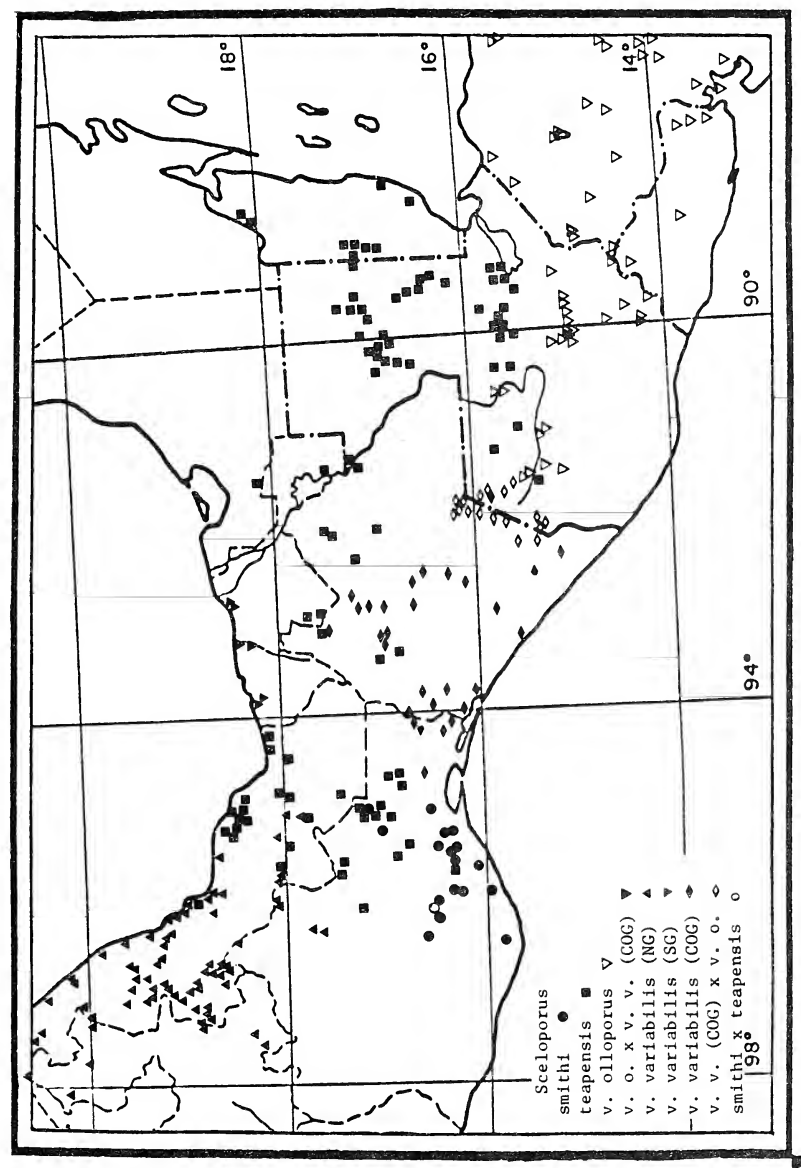 18°
16°
14°
90°
94°
98°
Sceloporus
smithi ●
teapensis ■
v. olloporus ▽
v. o. x v. v. (COG) ▼
v. variabilis (NG) ▲
v. variabilis (SG) ▼
v. variabilis (COG) ◆
v. v. (COG) x v. o. ◇
smithi x teapensis o